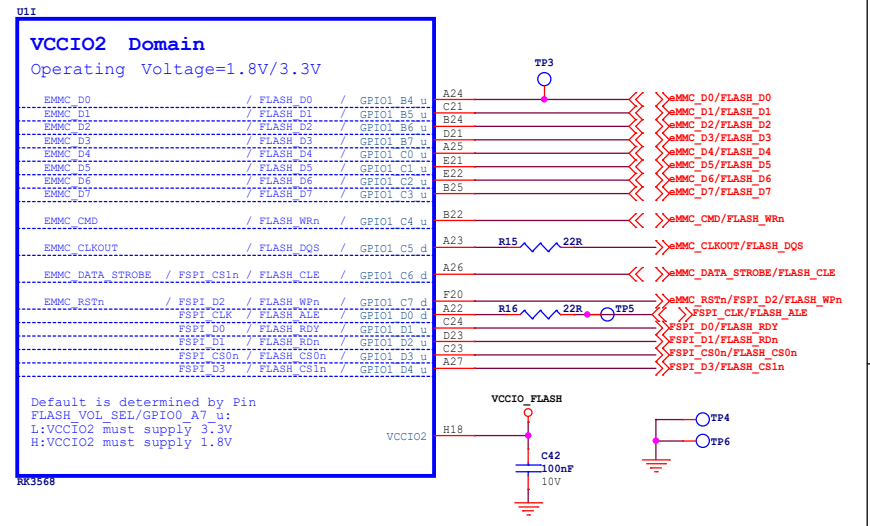 U1I
VCCIO2 Domain
Operating Voltage=1.8V/3.3V
TP3
EMMC_D0 / FLASH_D0 / GPIO1_B4_u A24 eMMC_D0/FLASH_D0
EMMC_D1 / FLASH_D1 / GPIO1_B5_u C21 eMMC_D1/FLASH_D1
EMMC_D2 / FLASH_D2 / GPIO1_B6_u B24 eMMC_D2/FLASH_D2
EMMC_D3 / FLASH_D3 / GPIO1_B7_u D21 eMMC_D3/FLASH_D3
EMMC_D4 / FLASH_D4 / GPIO1_C0_u A25 eMMC_D4/FLASH_D4
EMMC_D5 / FLASH_D5 / GPIO1_C1_u E21 eMMC_D5/FLASH_D5
EMMC_D6 / FLASH_D6 / GPIO1_C2_u E22 eMMC_D6/FLASH_D6
EMMC_D7 / FLASH_D7 / GPIO1_C3_u B25 eMMC_D7/FLASH_D7
EMMC_CMD / FLASH_WRn / GPIO1_C4_u B22 eMMC_CMD/FLASH_WRn
EMMC_CLKOUT / FLASH_DQS / GPIO1_C5_d A23 R15 22R eMMC_CLKOUT/FLASH_DQS
EMMC_DATA_STROBE / FSPI_CS1n / FLASH_CLE / GPIO1_C6_d A26 eMMC_DATA_STROBE/FLASH_CLE
EMMC_RSTn / FSPI_D2 / FLASH_WPn / GPIO1_C7_d F20 eMMC_RSTn/FSPI_D2/FLASH_WPn
FSPI_CLK / FLASH_ALE / GPIO1_D0_d A22 R16 22R TP5 FSPI_CLK/FLASH_ALE
FSPI_D0 / FLASH_RDY / GPIO1_D1_u C24 FSPI_D0/FLASH_RDY
FSPI_D1 / FLASH_RDn / GPIO1_D2_u D23 FSPI_D1/FLASH_RDn
FSPI_CS0n / FLASH_CS0n / GPIO1_D3_u C23 FSPI_CS0n/FLASH_CS0n
FSPI_D3 / FLASH_CS1n / GPIO1_D4_u A27 FSPI_D3/FLASH_CS1n
Default is determined by Pin
FLASH_VOL_SEL/GPIO0_A7_u:
L:VCCIO2 must supply 3.3V
H:VCCIO2 must supply 1.8V
VCCIO2 H18
VCCIO_FLASH
C42
100nF
10V
TP4
TP6
RK3568